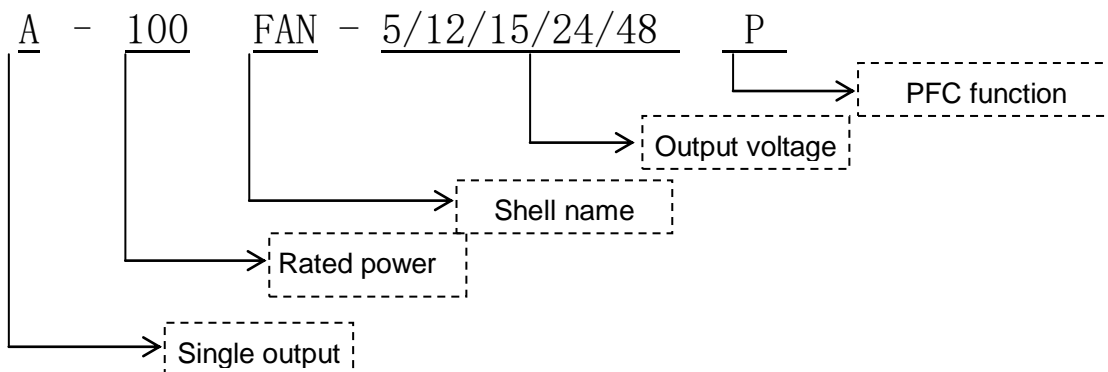 A - 100 FAN - 5/12/15/24/48 P
PFC function
Output voltage
Shell name
Rated power
Single output